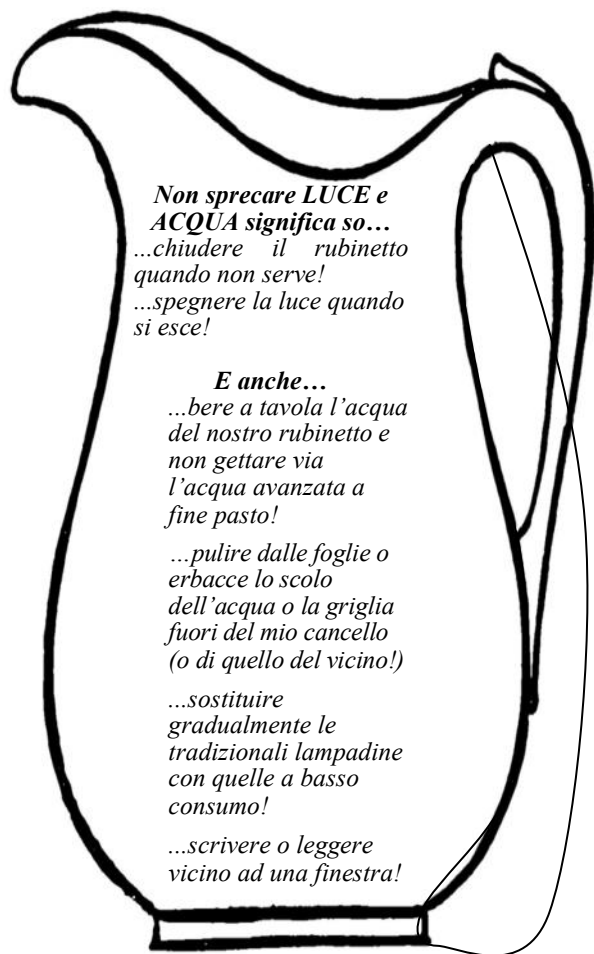 Non sprecare LUCE e
ACQUA significa so…
...chiudere il rubinetto
quando non serve!
...spegnere la luce quando
si esce!
E anche…
...bere a tavola l’acqua
del nostro rubinetto e
non gettare via
l’acqua avanzata a
fine pasto!
...pulire dalle foglie o
erbacce lo scolo
dell’acqua o la griglia
fuori del mio cancello
(o di quello del vicino!)
...sostituire
gradualmente le
tradizionali lampadine
con quelle a basso
consumo!
...scrivere o leggere
vicino ad una finestra!